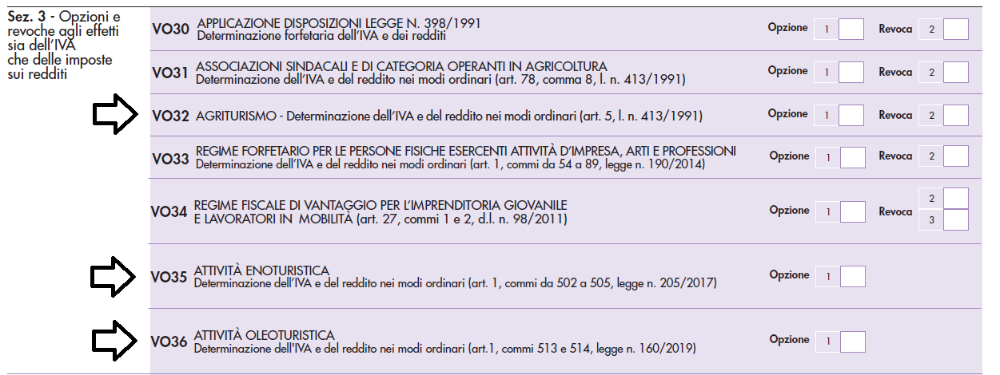 Sez. 3 - Opzioni e
revoche agli effetti
sia dell'IVA
che delle imposte
sui redditi
VO30 APPLICAZIONE DISPOSIZIONI LEGGE N. 398/1991
Determinazione forfetaria dell'IVA e dei redditi
Opzione 1 Revoca 2
VO31 ASSOCIAZIONI SINDACALI E DI CATEGORIA OPERANTI IN AGRICOLTURA
Determinazione dell'IVA e del reddito nei modi ordinari (art. 78, comma 8, l. n. 413/1991)
Opzione 1 Revoca 2
VO32 AGRITURISMO - Determinazione dell'IVA e del reddito nei modi ordinari (art. 5, l. n. 413/1991)
Opzione 1 Revoca 2
VO33 REGIME FORFETARIO PER LE PERSONE FISICHE ESERCENTI ATTIVITÀ D'IMPRESA, ARTI E PROFESSIONI
Determinazione dell'IVA e del reddito nei modi ordinari (art. 1, commi da 54 a 89, legge n. 190/2014)
Opzione 1 Revoca 2
VO34 REGIME FISCALE DI VANTAGGIO PER L'IMPRENDITORIA GIOVANILE
E LAVORATORI IN MOBILITÀ (art. 27, commi 1 e 2, d.l. n. 98/2011)
Opzione 1 Revoca 2
3
VO35 ATTIVITÀ ENOTURISTICA
Determinazione dell'IVA e del reddito nei modi ordinari (art. 1, commi da 502 a 505, legge n. 205/2017)
Opzione 1
VO36 ATTIVITÀ OLEOTURISTICA
Determinazione dell'IVA e del reddito nei modi ordinari (art.1, commi 513 e 514, legge n. 160/2019)
Opzione 1